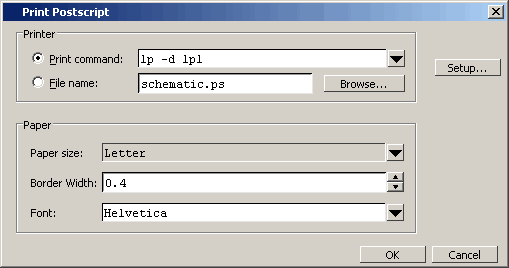 Print Postscript
Printer
Print command: lp -d lp1
File name: schematic.ps Browse...
Setup...
Paper
Paper size: Letter
Border Width: 0.4
Font: Helvetica
OK Cancel